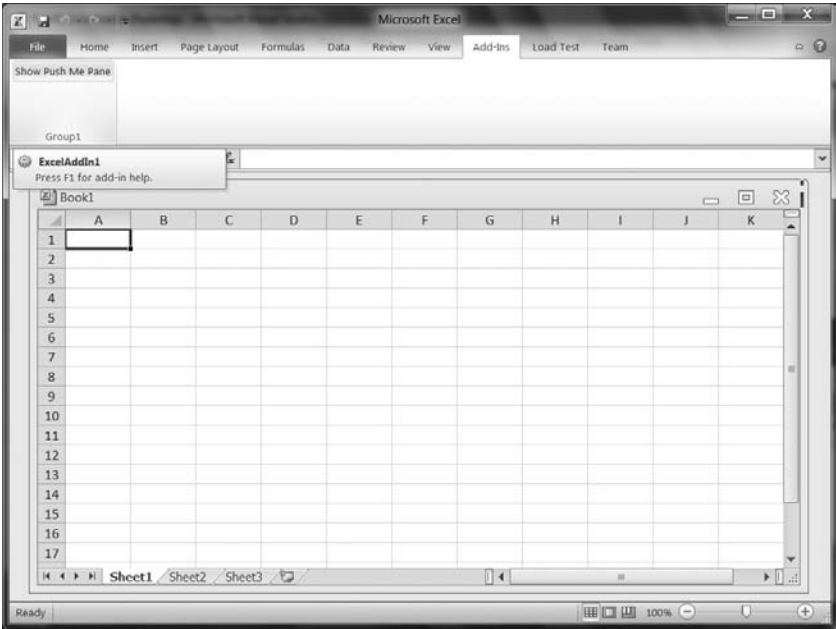 Microsoft Excel
File Home Insert Page Layout Formulas Data Review View Add-Ins Load Test Team
Show Push Me Pane
Group1
ExcelAddIn1
Press F1 for add-in help.
Book1
A B C D E F G H I J K
1
2
3
4
5
6
7
8
9
10
11
12
13
14
15
16
17
Sheet1 Sheet2 Sheet3
Ready 100%